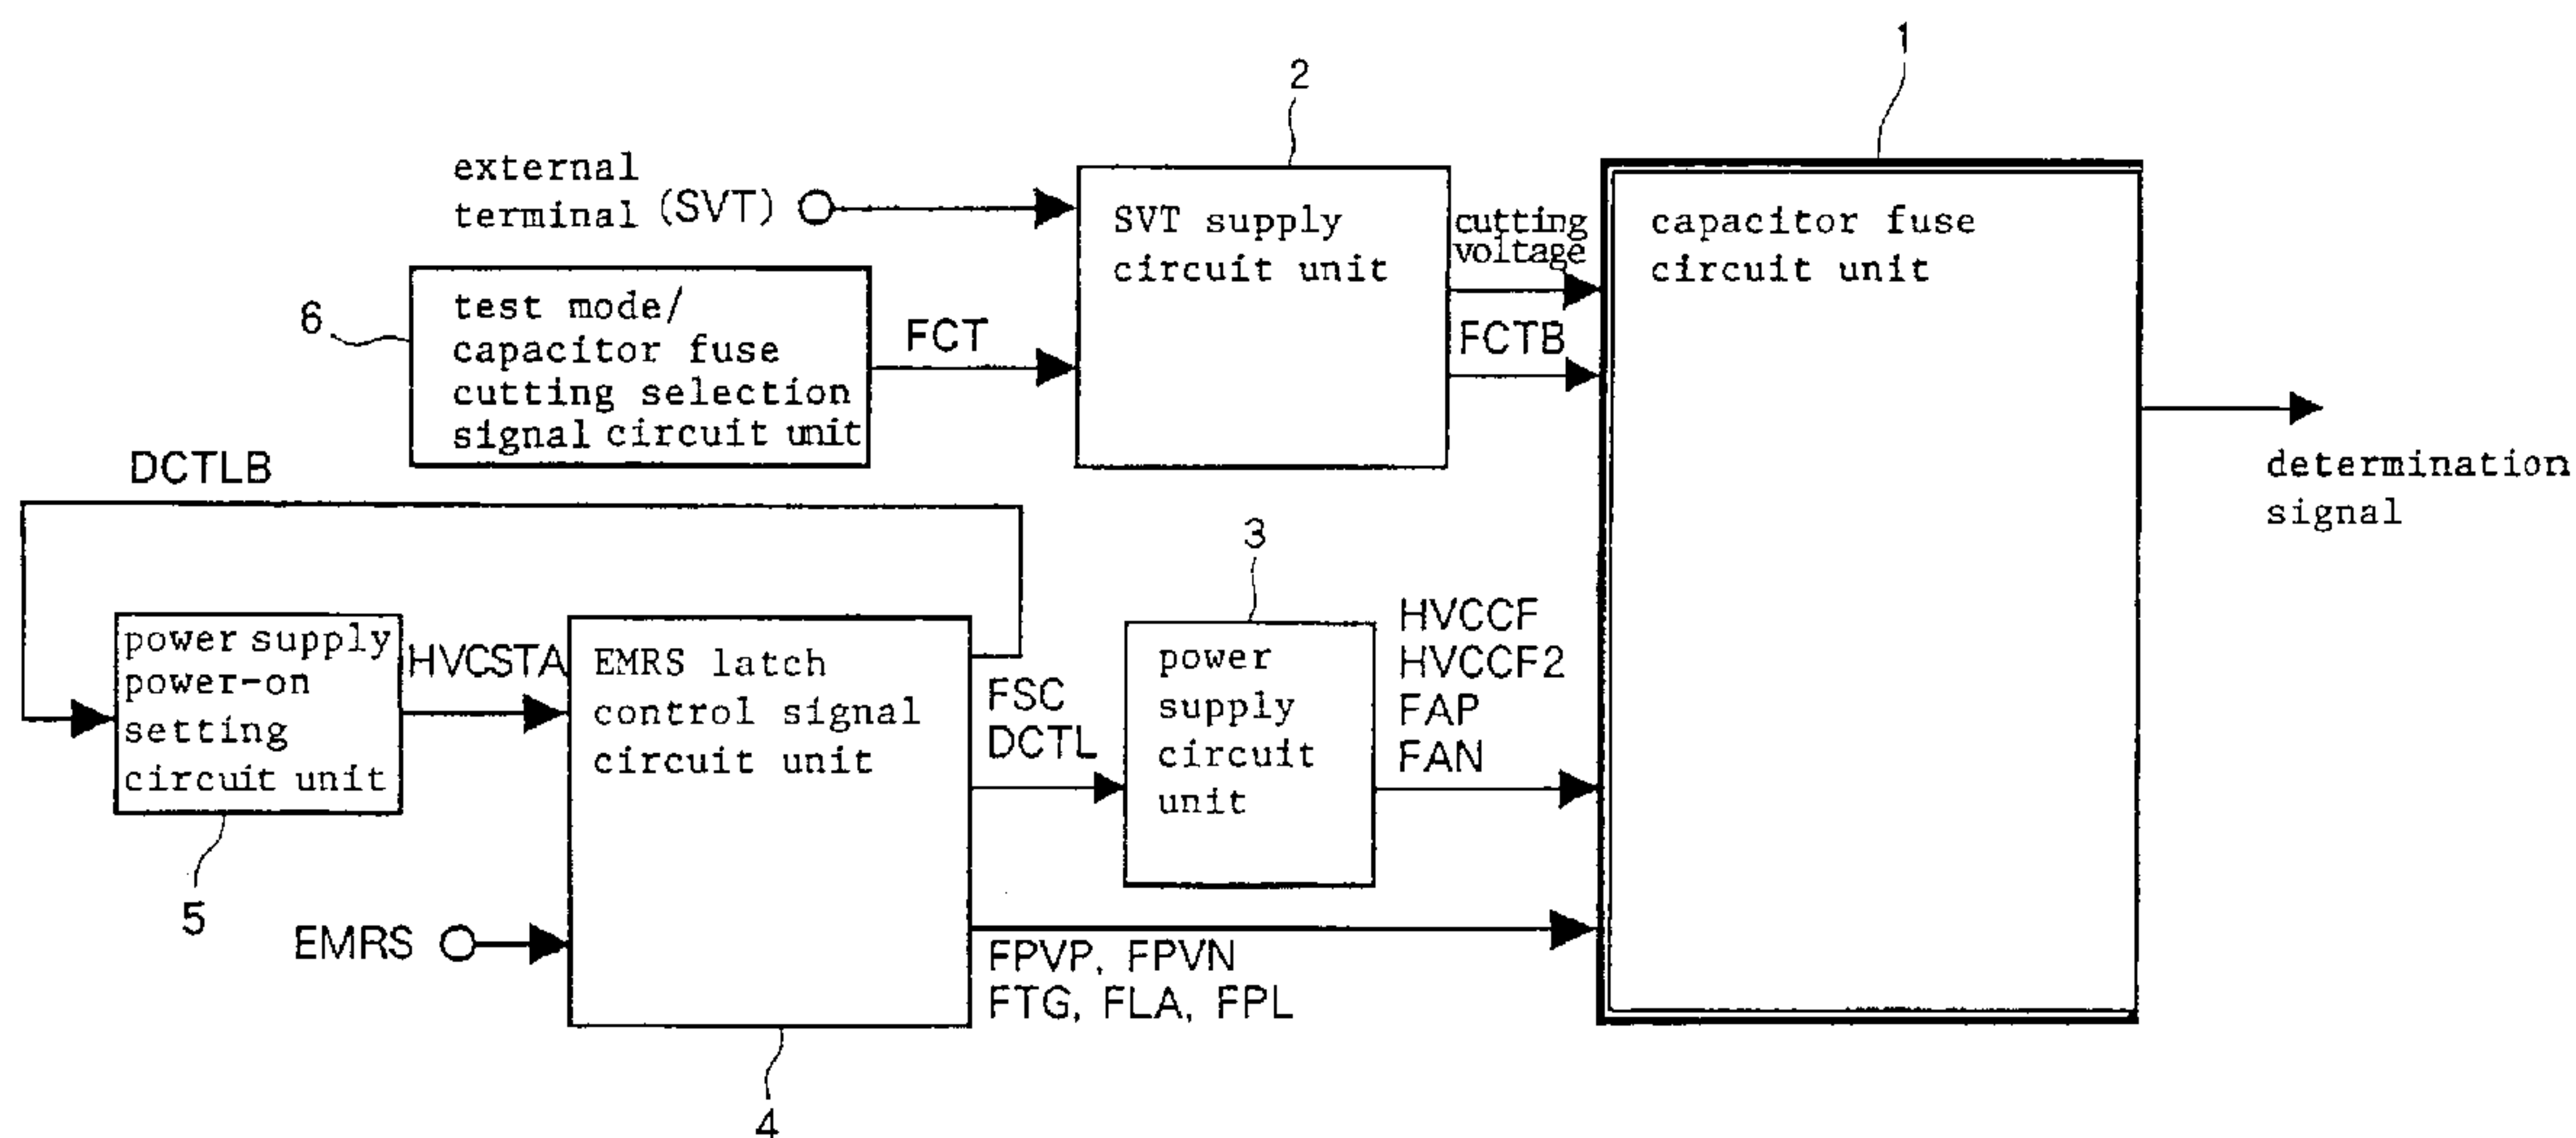 1
2
external
terminal (SVT)
SVT supply
circuit unit
cutting
voltage
capacitor fuse
circuit unit
6
test mode/
capacitor fuse
cutting selection
signal circuit unit
FCT
FCTB
DCTLB
determination
signal
3
power supply
power-on
setting
circuit unit
HVCSTA
EMRS latch
control signal
circuit unit
FSC
DCTL
power
supply
circuit
unit
HVCCF
HVCCF2
FAP
FAN
5
EMRS
FPVP, FPVN
FTG, FLA, FPL
4